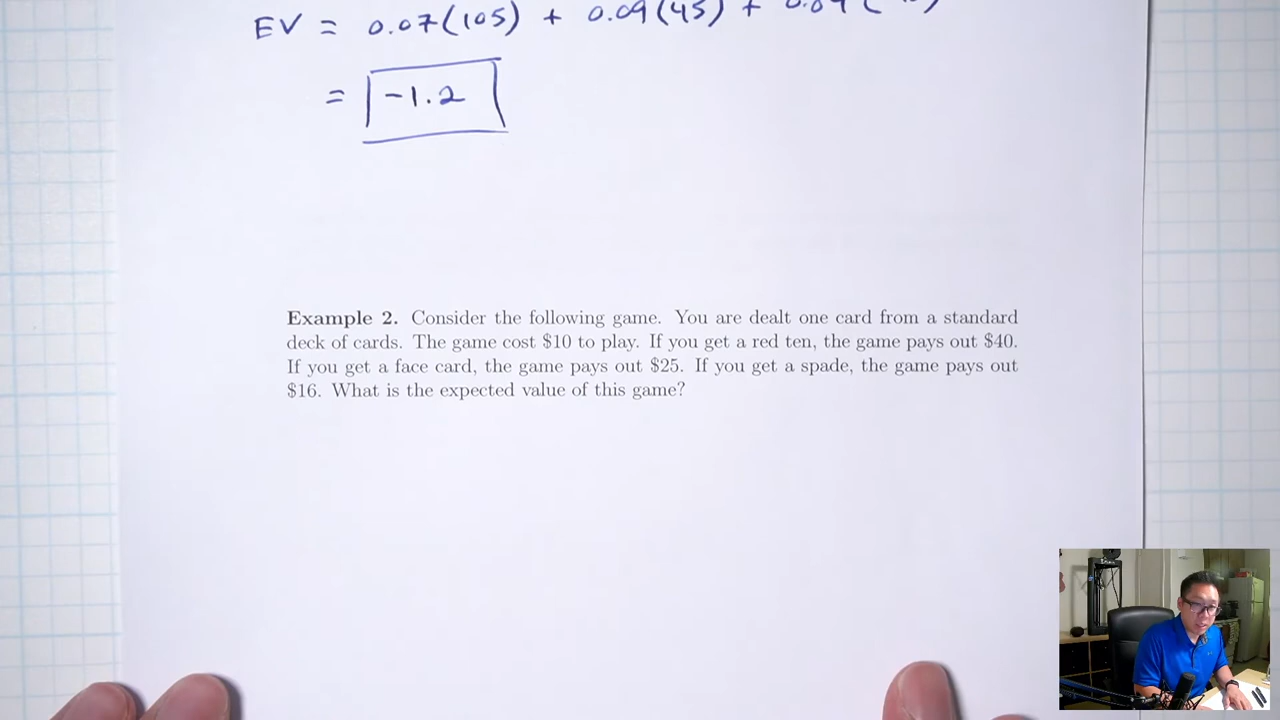 EV = 0.07(105) + 0.09(45) +
= -1.2
Example 2. Consider the following game. You are dealt one card from a standard
deck of cards. The game cost $10 to play. If you get a red ten, the game pays out $40.
If you get a face card, the game pays out $25. If you get a spade, the game pays out
$16. What is the expected value of this game?